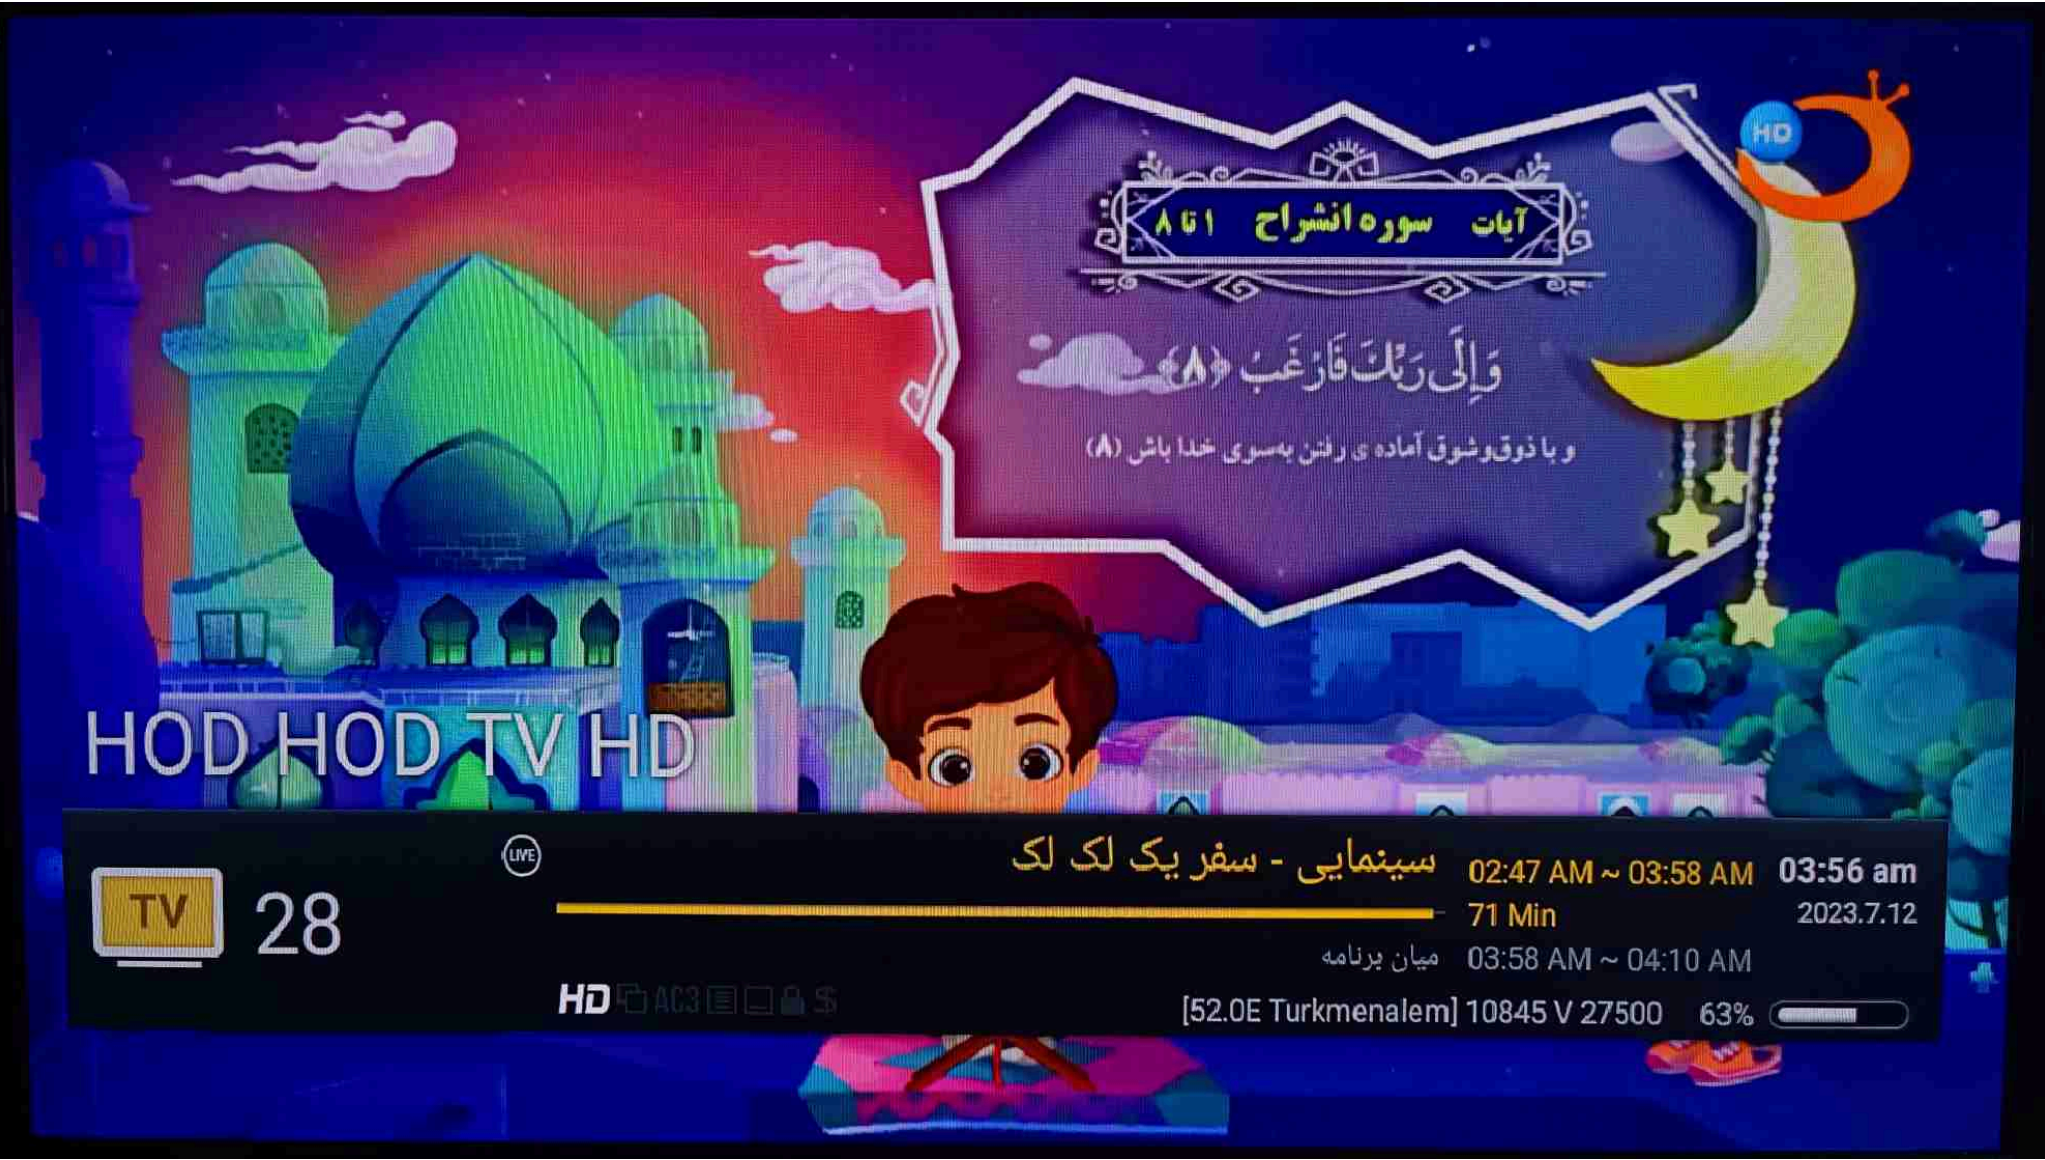 HD
آیات سوره انشراح ۱ تا ۸
وَإِلَى رَبِّكَ فَارْغَبْ ﴿۸﴾
و با ذوق‌وشوق آماده ی رفتن به‌سوی خدا باش (۸)
HOD HOD TV HD
LIVE
سینمایی - سفر یک لک لک
02:47 AM ~ 03:58 AM
03:56 am
TV
28
71 Min
2023.7.12
میان برنامه
03:58 AM ~ 04:10 AM
HD AC3 $
[52.0E Turkmenalem] 10845 V 27500 63%